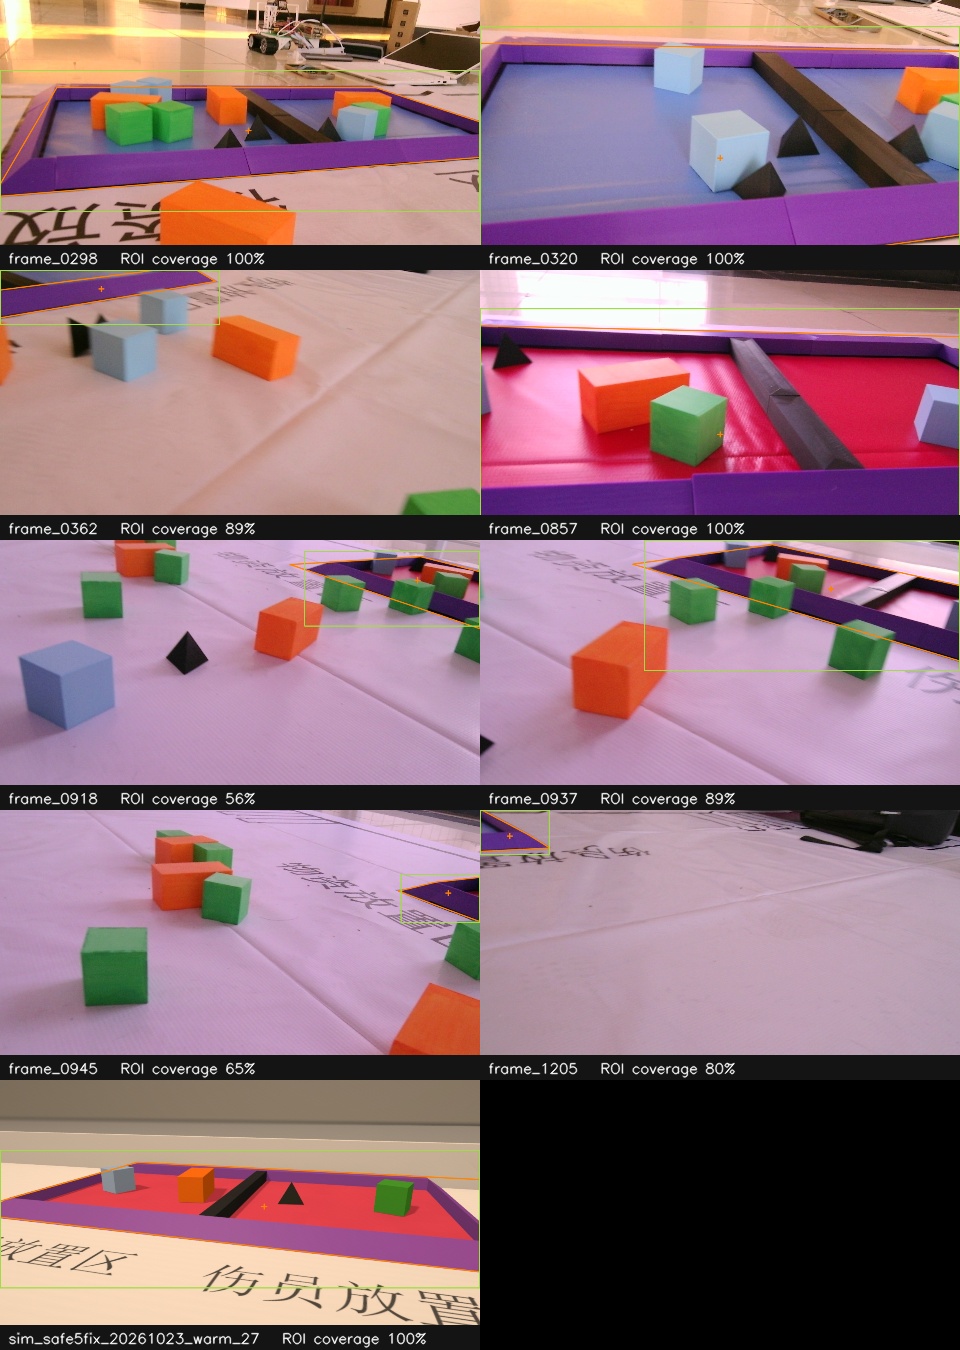 frame_0298 ROI coverage 100%
frame_0320 ROI coverage 100%
frame_0362 ROI coverage 89%
frame_0857 ROI coverage 100%
frame_0918 ROI coverage 56%
frame_0937 ROI coverage 89%
frame_0945 ROI coverage 65%
frame_1205 ROI coverage 80%
放置区 伤员放置
sim_safe5fix_20261023_warm_27 ROI coverage 100%